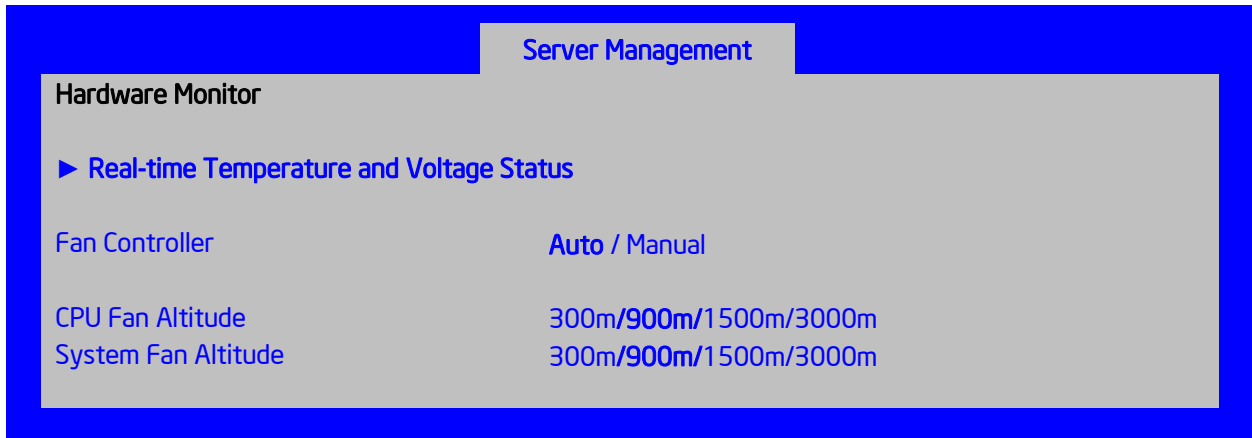 Server Management
Hardware Monitor
► Real-time Temperature and Voltage Status
Fan Controller Auto / Manual
CPU Fan Altitude 300m/900m/1500m/3000m
System Fan Altitude 300m/900m/1500m/3000m